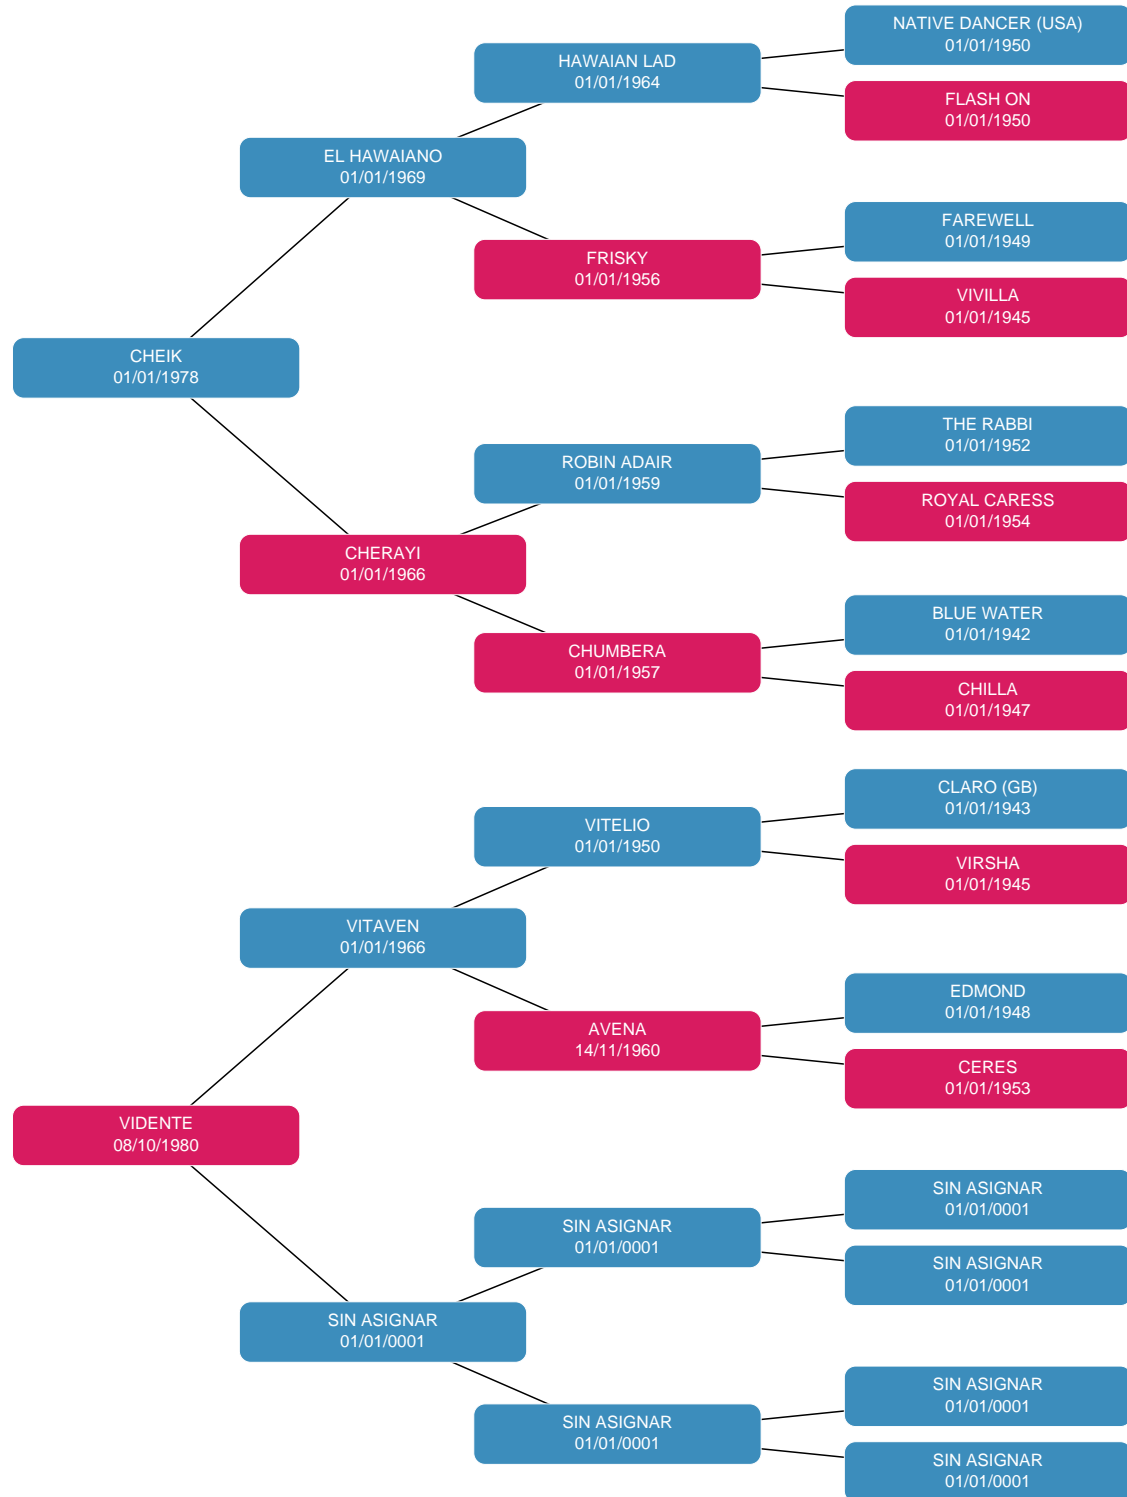 NATIVE DANCER (USA)
01/01/1950
HAWAIAN LAD
01/01/1964
FLASH ON
01/01/1950
EL HAWAIANO
01/01/1969
FAREWELL
01/01/1949
FRISKY
01/01/1956
VIVILLA
01/01/1945
CHEIK
01/01/1978
THE RABBI
01/01/1952
ROBIN ADAIR
01/01/1959
ROYAL CARESS
01/01/1954
CHERAYI
01/01/1966
BLUE WATER
01/01/1942
CHUMBERA
01/01/1957
CHILLA
01/01/1947
CLARO (GB)
01/01/1943
VITELIO
01/01/1950
VIRSHA
01/01/1945
VITAVEN
01/01/1966
EDMOND
01/01/1948
AVENA
14/11/1960
CERES
01/01/1953
VIDENTE
08/10/1980
SIN ASIGNAR
01/01/0001
SIN ASIGNAR
01/01/0001
SIN ASIGNAR
01/01/0001
SIN ASIGNAR
01/01/0001
SIN ASIGNAR
01/01/0001
SIN ASIGNAR
01/01/0001
SIN ASIGNAR
01/01/0001